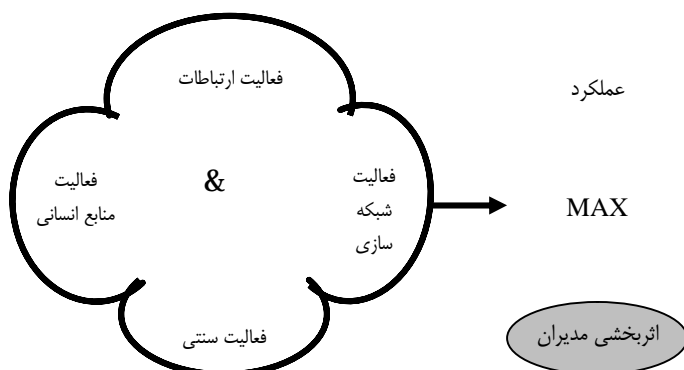 فعالیت ارتباطات
عملکرد
فعالیت
منابع انسانی
&
فعالیت
شبکه
سازی
MAX
فعالیت سنتی
اثربخشی مدیران